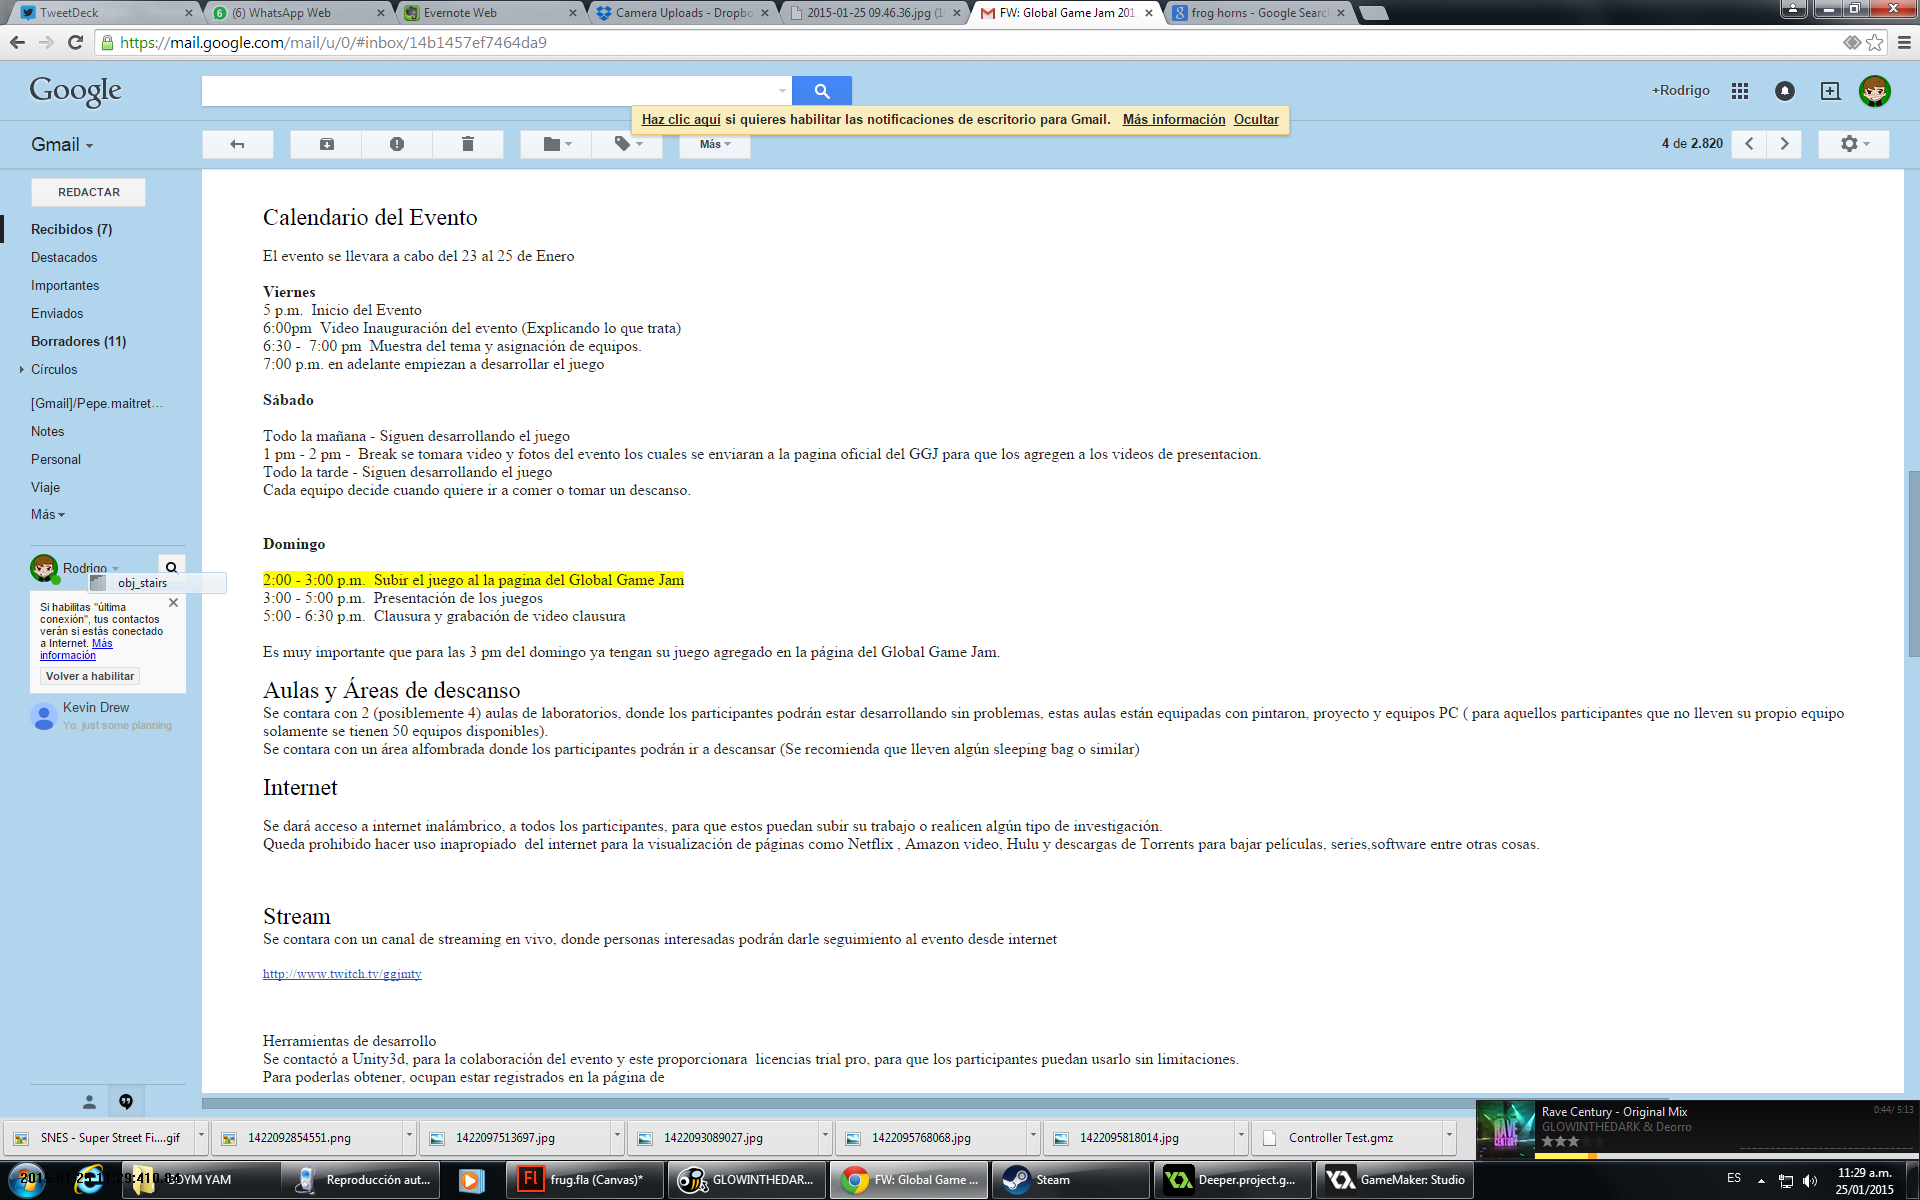 TweetDeck
(6) WhatsApp Web
Evernote Web
Camera Uploads - Dropbo
2015-01-25 09.46.36.jpg (1
FW: Global Game Jam 201
frog horns - Google Searc
https://mail.google.com/mail/u/0/#inbox/14b1457ef7464da9
Google
+Rodrigo
Haz clic aquí si quieres habilitar las notificaciones de escritorio para Gmail. Más información Ocultar
Gmail
Más
4 de 2.820
REDACTAR
Recibidos (7)
Destacados
Importantes
Enviados
Borradores (11)
Círculos
[Gmail]/Pepe.maitret...
Notes
Personal
Viaje
Más
Rodrigo
obj_stairs
Si habilitas "última
conexión", tus contactos
verán si estás conectado
a Internet. Más
información
Volver a habilitar
Kevin Drew
Yo: just some planning
Calendario del Evento
El evento se llevara a cabo del 23 al 25 de Enero
Viernes
5 p.m. Inicio del Evento
6:00pm Video Inauguración del evento (Explicando lo que trata)
6:30 - 7:00 pm Muestra del tema y asignación de equipos.
7:00 p.m. en adelante empiezan a desarrollar el juego
Sábado
Todo la mañana - Siguen desarrollando el juego
1 pm - 2 pm - Break se tomara video y fotos del evento los cuales se enviaran a la pagina oficial del GGJ para que los agregen a los videos de presentacion.
Todo la tarde - Siguen desarrollando el juego
Cada equipo decide cuando quiere ir a comer o tomar un descanso.
Domingo
2:00 - 3:00 p.m. Subir el juego al la pagina del Global Game Jam
3:00 - 5:00 p.m. Presentación de los juegos
5:00 - 6:30 p.m. Clausura y grabación de video clausura
Es muy importante que para las 3 pm del domingo ya tengan su juego agregado en la página del Global Game Jam.
Aulas y Áreas de descanso
Se contara con 2 (posiblemente 4) aulas de laboratorios, donde los participantes podrán estar desarrollando sin problemas, estas aulas están equipadas con pintaron, proyecto y equipos PC ( para aquellos participantes que no lleven su propio equipo
solamente se tienen 50 equipos disponibles).
Se contara con un área alfombrada donde los participantes podrán ir a descansar (Se recomienda que lleven algún sleeping bag o similar)
Internet
Se dará acceso a internet inalámbrico, a todos los participantes, para que estos puedan subir su trabajo o realicen algún tipo de investigación.
Queda prohibido hacer uso inapropiado del internet para la visualización de páginas como Netflix , Amazon video, Hulu y descargas de Torrents para bajar películas, series,software entre otras cosas.
Stream
Se contara con un canal de streaming en vivo, donde personas interesadas podrán darle seguimiento al evento desde internet
http://www.twitch.tv/ggjmty
Herramientas de desarrollo
Se contactó a Unity3d, para la colaboración del evento y este proporcionara licencias trial pro, para que los participantes puedan usarlo sin limitaciones.
Para poderlas obtener, ocupan estar registrados en la página de
RAVE CENTURY
Rave Century - Original Mix
0:44/ 5:13
GLOWINTHEDARK & Deorro
SNES - Super Street Fi....gif
1422092854551.png
1422097513697.jpg
1422093089027.jpg
1422095768068.jpg
1422095818014.jpg
Controller Test.gmz
2015-01-25 11:29:41
YAM
Reproducción aut...
Fl
frug.fla (Canvas)*
GLOWINTHEDAR...
FW: Global Game ...
Steam
Deeper.project.g...
GameMaker: Studio
ES
11:29 a.m.
25/01/2015